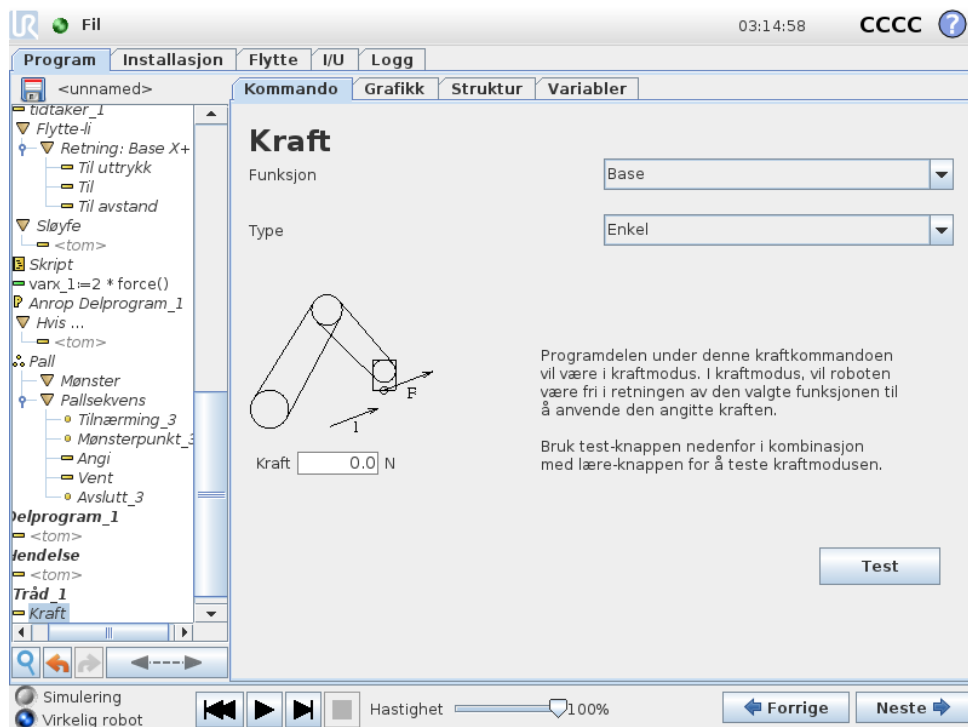 UR Fil 03:14:58 CCCC ?
Program Installasjon Flytte I/U Logg
<unnamed>
Kommando Grafikk Struktur Variabler
tidtaker_1
Flytte-li
Retning: Base X+
Til uttrykk
Til
Til avstand
Sløyfe
<tom>
Skript
varx_1:=2 * force()
P Anrop Delprogram_1
Hvis ...
<tom>
Pall
Mønster
Pallsekvens
Tilnærming_3
Mønsterpunkt_3
Angi
Vent
Avslutt_3
Delprogram_1
<tom>
Hendelse
<tom>
Tråd_1
Kraft
Kraft
Funksjon Base
Type Enkel
F
l
Kraft 0.0 N
Programdelen under denne kraftkommandoen
vil være i kraftmodus. I kraftmodus, vil roboten
være fri i retningen av den valgte funksjonen til
å anvende den angitte kraften.
Bruk test-knappen nedenfor i kombinasjon
med lære-knappen for å teste kraftmodusen.
Test
Simulering
Virkelig robot
Hastighet 100%
Forrige Neste